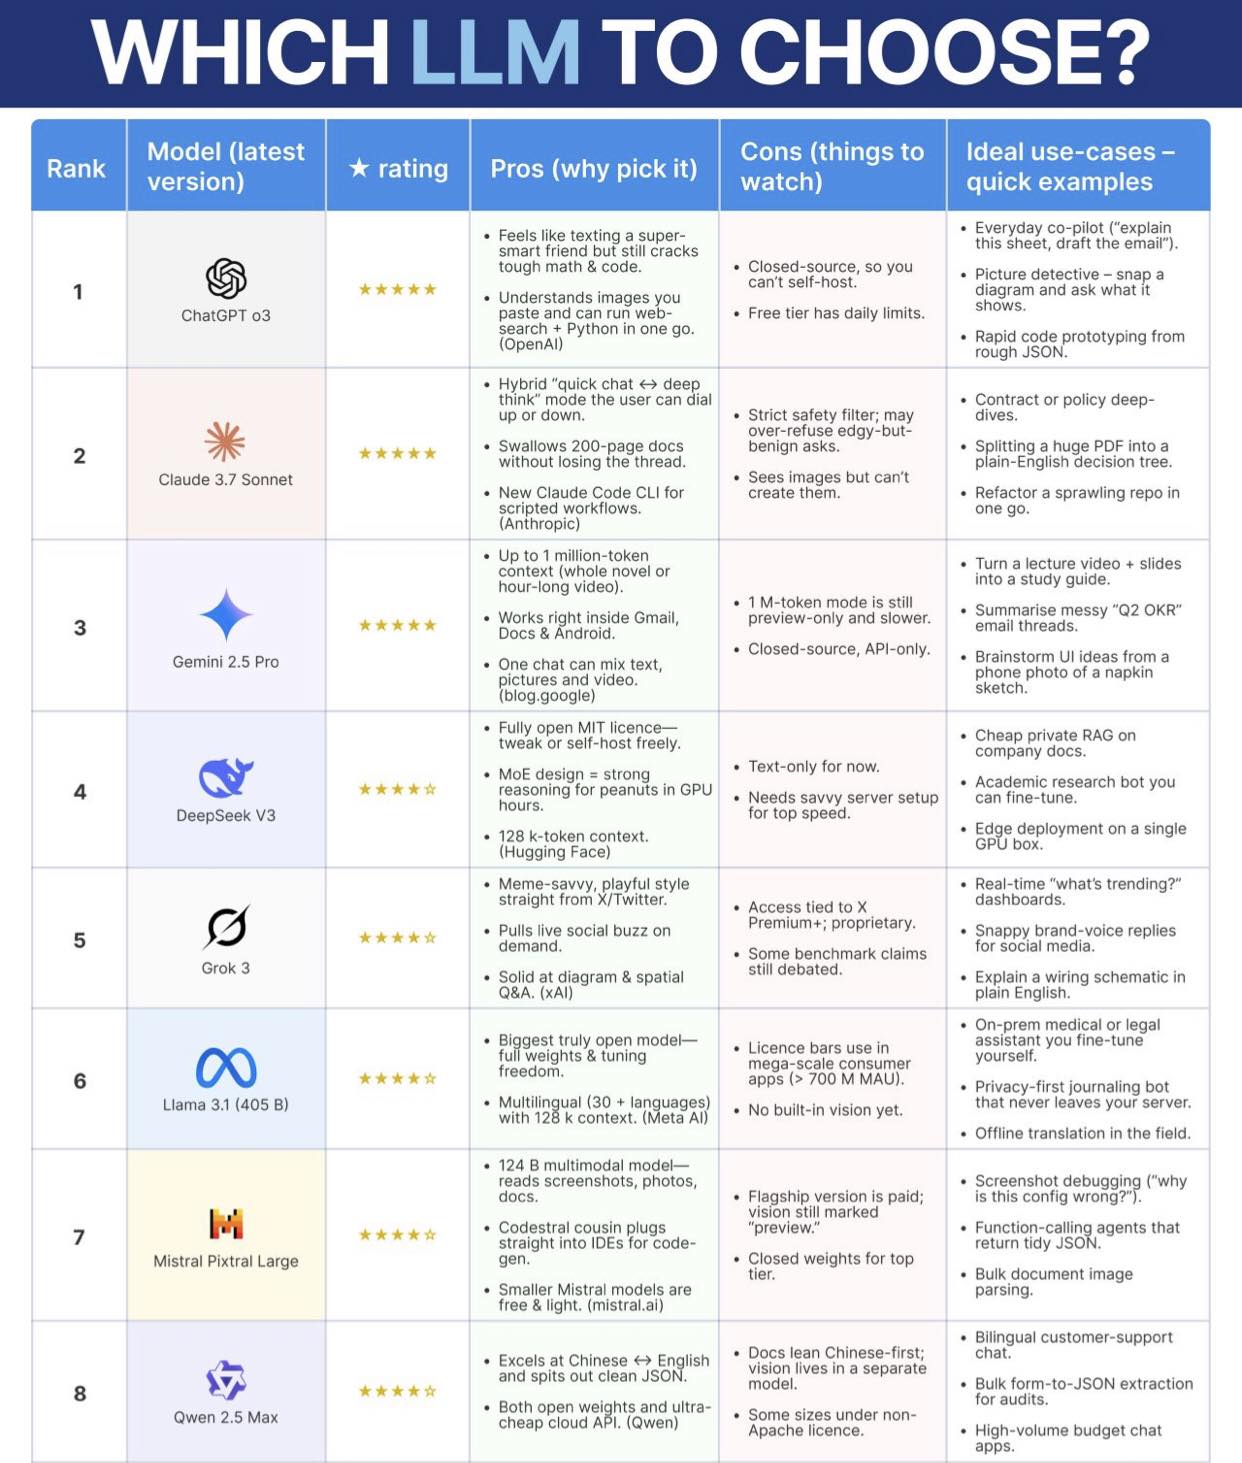 WHICH LLM TO CHOOSE?
Rank
Model (latest
version)
★ rating
Pros (why pick it)
Cons (things to
watch)
Ideal use-cases –
quick examples
1
ChatGPT o3
★★★★★
• Feels like texting a super-
smart friend but still cracks
tough math & code.
• Understands images you
paste and can run web-
search + Python in one go.
(OpenAI)
• Closed-source, so you
can't self-host.
• Free tier has daily limits.
• Everyday co-pilot (“explain
this sheet, draft the email”).
• Picture detective – snap a
diagram and ask what it
shows.
• Rapid code prototyping from
rough JSON.
2
Claude 3.7 Sonnet
★★★★★
• Hybrid “quick chat ↔ deep
think” mode the user can dial
up or down.
• Swallows 200-page docs
without losing the thread.
• New Claude Code CLI for
scripted workflows.
(Anthropic)
• Strict safety filter; may
over-refuse edgy-but-
benign asks.
• Sees images but can't
create them.
• Contract or policy deep-
dives.
• Splitting a huge PDF into a
plain-English decision tree.
• Refactor a sprawling repo in
one go.
3
Gemini 2.5 Pro
★★★★★
• Up to 1 million-token
context (whole novel or
hour-long video).
• Works right inside Gmail,
Docs & Android.
• One chat can mix text,
pictures and video.
(blog.google)
• 1 M-token mode is still
preview-only and slower.
• Closed-source, API-only.
• Turn a lecture video + slides
into a study guide.
• Summarise messy “Q2 OKR”
email threads.
• Brainstorm UI ideas from a
phone photo of a napkin
sketch.
4
DeepSeek V3
★★★★☆
• Fully open MIT licence—
tweak or self-host freely.
• MoE design = strong
reasoning for peanuts in GPU
hours.
• 128 k-token context.
(Hugging Face)
• Text-only for now.
• Needs savvy server setup
for top speed.
• Cheap private RAG on
company docs.
• Academic research bot you
can fine-tune.
• Edge deployment on a single
GPU box.
5
Grok 3
★★★★☆
• Meme-savvy, playful style
straight from X/Twitter.
• Pulls live social buzz on
demand.
• Solid at diagram & spatial
Q&A. (xAI)
• Access tied to X
Premium+; proprietary.
• Some benchmark claims
still debated.
• Real-time “what's trending?”
dashboards.
• Snappy brand-voice replies
for social media.
• Explain a wiring schematic in
plain English.
6
Llama 3.1 (405 B)
★★★★☆
• Biggest truly open model—
full weights & tuning
freedom.
• Multilingual (30 + languages)
with 128 k context. (Meta AI)
• Licence bars use in
mega-scale consumer
apps (> 700 M MAU).
• No built-in vision yet.
• On-prem medical or legal
assistant you fine-tune
yourself.
• Privacy-first journaling bot
that never leaves your server.
• Offline translation in the field.
7
Mistral Pixtral Large
★★★★☆
• 124 B multimodal model—
reads screenshots, photos,
docs.
• Codestral cousin plugs
straight into IDEs for code-
gen.
• Smaller Mistral models are
free & light. (mistral.ai)
• Flagship version is paid;
vision still marked
“preview.”
• Closed weights for top
tier.
• Screenshot debugging (“why
is this config wrong?”).
• Function-calling agents that
return tidy JSON.
• Bulk document image
parsing.
8
Qwen 2.5 Max
★★★★☆
• Excels at Chinese ↔ English
and spits out clean JSON.
• Both open weights and ultra-
cheap cloud API. (Qwen)
• Docs lean Chinese-first;
vision lives in a separate
model.
• Some sizes under non-
Apache licence.
• Bilingual customer-support
chat.
• Bulk form-to-JSON extraction
for audits.
• High-volume budget chat
apps.